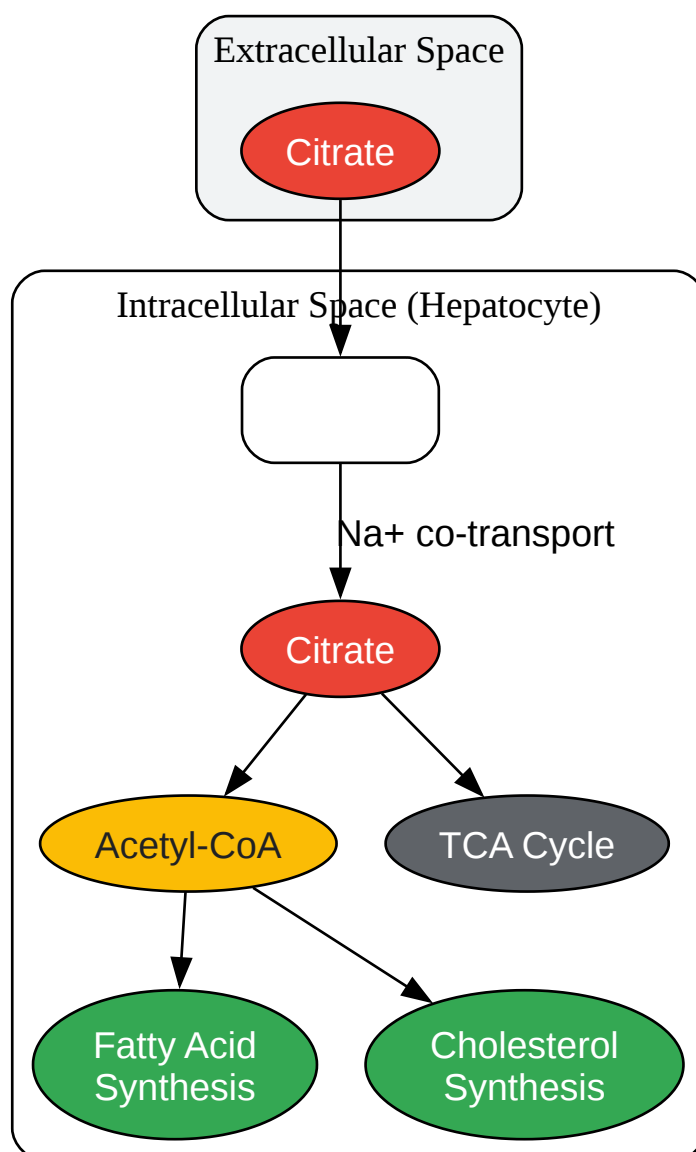 Extracellular Space
Citrate
Intracellular Space (Hepatocyte)
Na+ co-transport
Citrate
Acetyl-CoA
TCA Cycle
Fatty Acid
Synthesis
Cholesterol
Synthesis